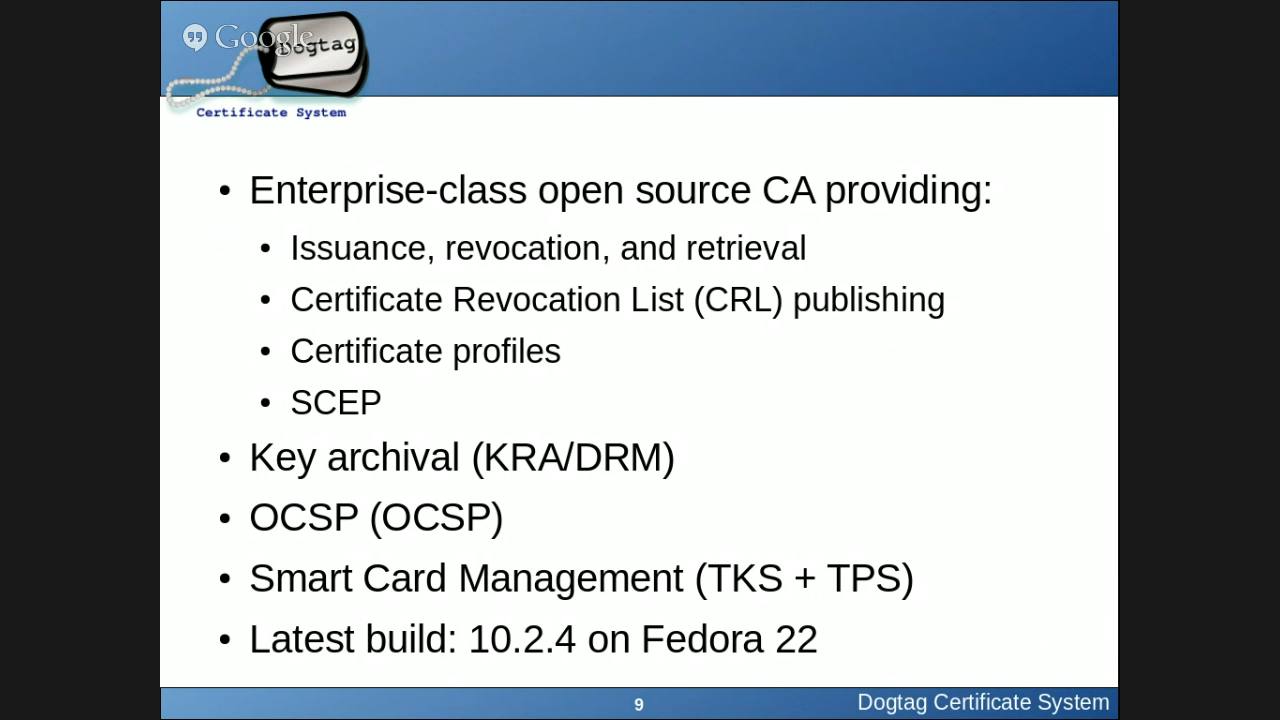 Google
Dogtag
Certificate System
• Enterprise-class open source CA providing:
• Issuance, revocation, and retrieval
• Certificate Revocation List (CRL) publishing
• Certificate profiles
• SCEP
• Key archival (KRA/DRM)
• OCSP (OCSP)
• Smart Card Management (TKS + TPS)
• Latest build: 10.2.4 on Fedora 22
9
Dogtag Certificate System